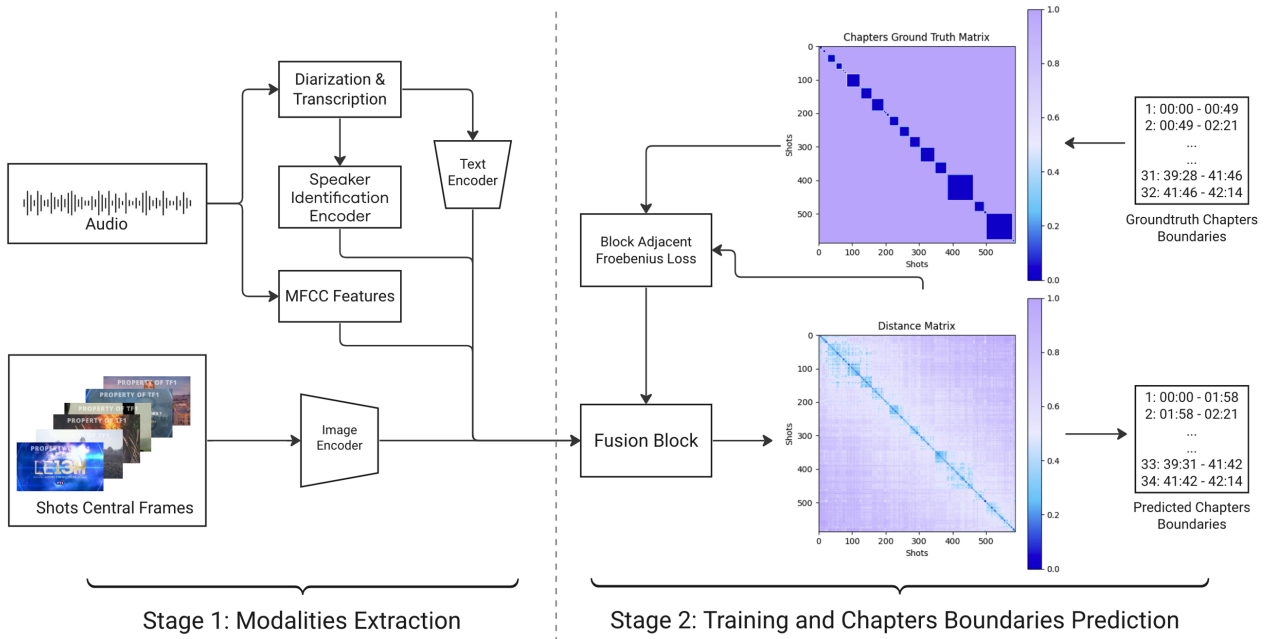 Diarization &
Transcription
Text
Encoder
Speaker
Identification
Encoder
Audio
MFCC Features
PROPERTY OF TF1
PROPERTY OF TF1
PROPERTY OF TF1
PROPERTY OF TF1
LE13H
Shots Central Frames
Image
Encoder
Stage 1: Modalities Extraction
Chapters Ground Truth Matrix
0
100
200
300
400
500
Shots
0 100 200 300 400 500
Shots
1.0
0.8
0.6
0.4
0.2
0.0
1: 00:00 - 00:49
2: 00:49 - 02:21
...
...
31: 39:28 - 41:46
32: 41:46 - 42:14
Groundtruth Chapters
Boundaries
Block Adjacent
Froebenius Loss
Fusion Block
Distance Matrix
0
100
200
300
400
500
Shots
0 100 200 300 400 500
Shots
1.0
0.8
0.6
0.4
0.2
0.0
1: 00:00 - 01:58
2: 01:58 - 02:21
...
...
33: 39:31 - 41:42
34: 41:42 - 42:14
Predicted Chapters
Boundaries
Stage 2: Training and Chapters Boundaries Prediction